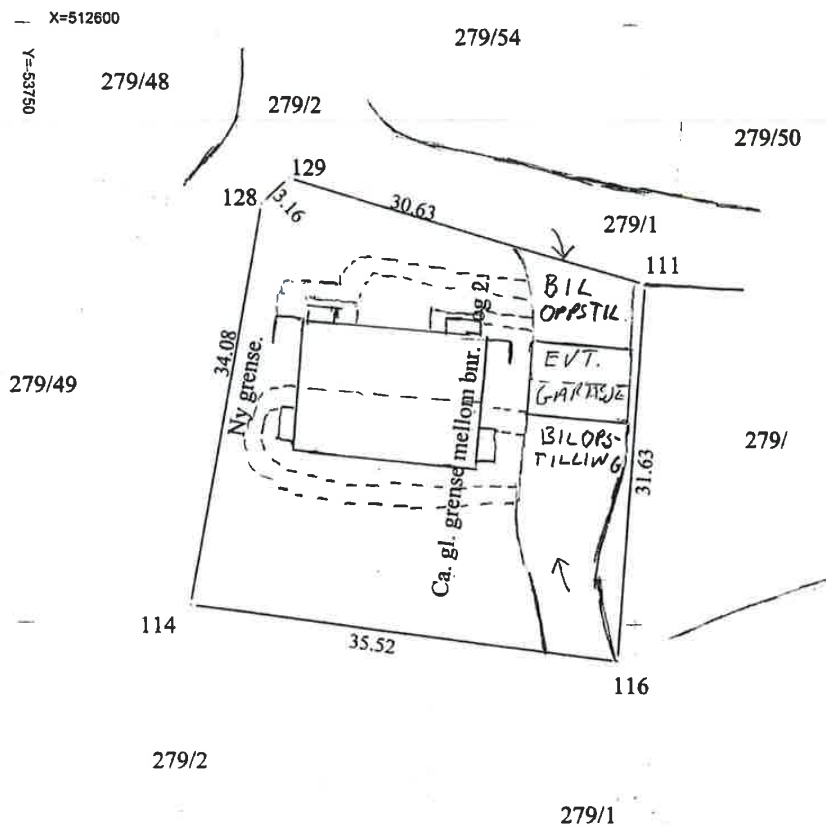 X=512600
Y=-53750
279/54
279/48
279/2
279/50
129
128
3.16
30.63
279/1
111
BIL
OPPSTIL.
34.08
Ny grense.
Ca. gl. grense mellom bnr. og 2.
EVT.
279/49
BILOPS-
TILLING
279/
31.63
114
35.52
116
279/2
279/1